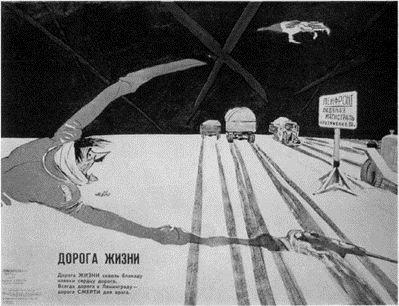 ЛЕНФРОНТ
ЛЕДОВАЯ
МАГИСТРАЛЬ
ДОРОГА ЖИЗНИ
Дорога ЖИЗНИ сквозь блокаду
навеки сердцу дорога.
Всегда дорога к Ленинграду—
дорога СМЕРТИ для врага.